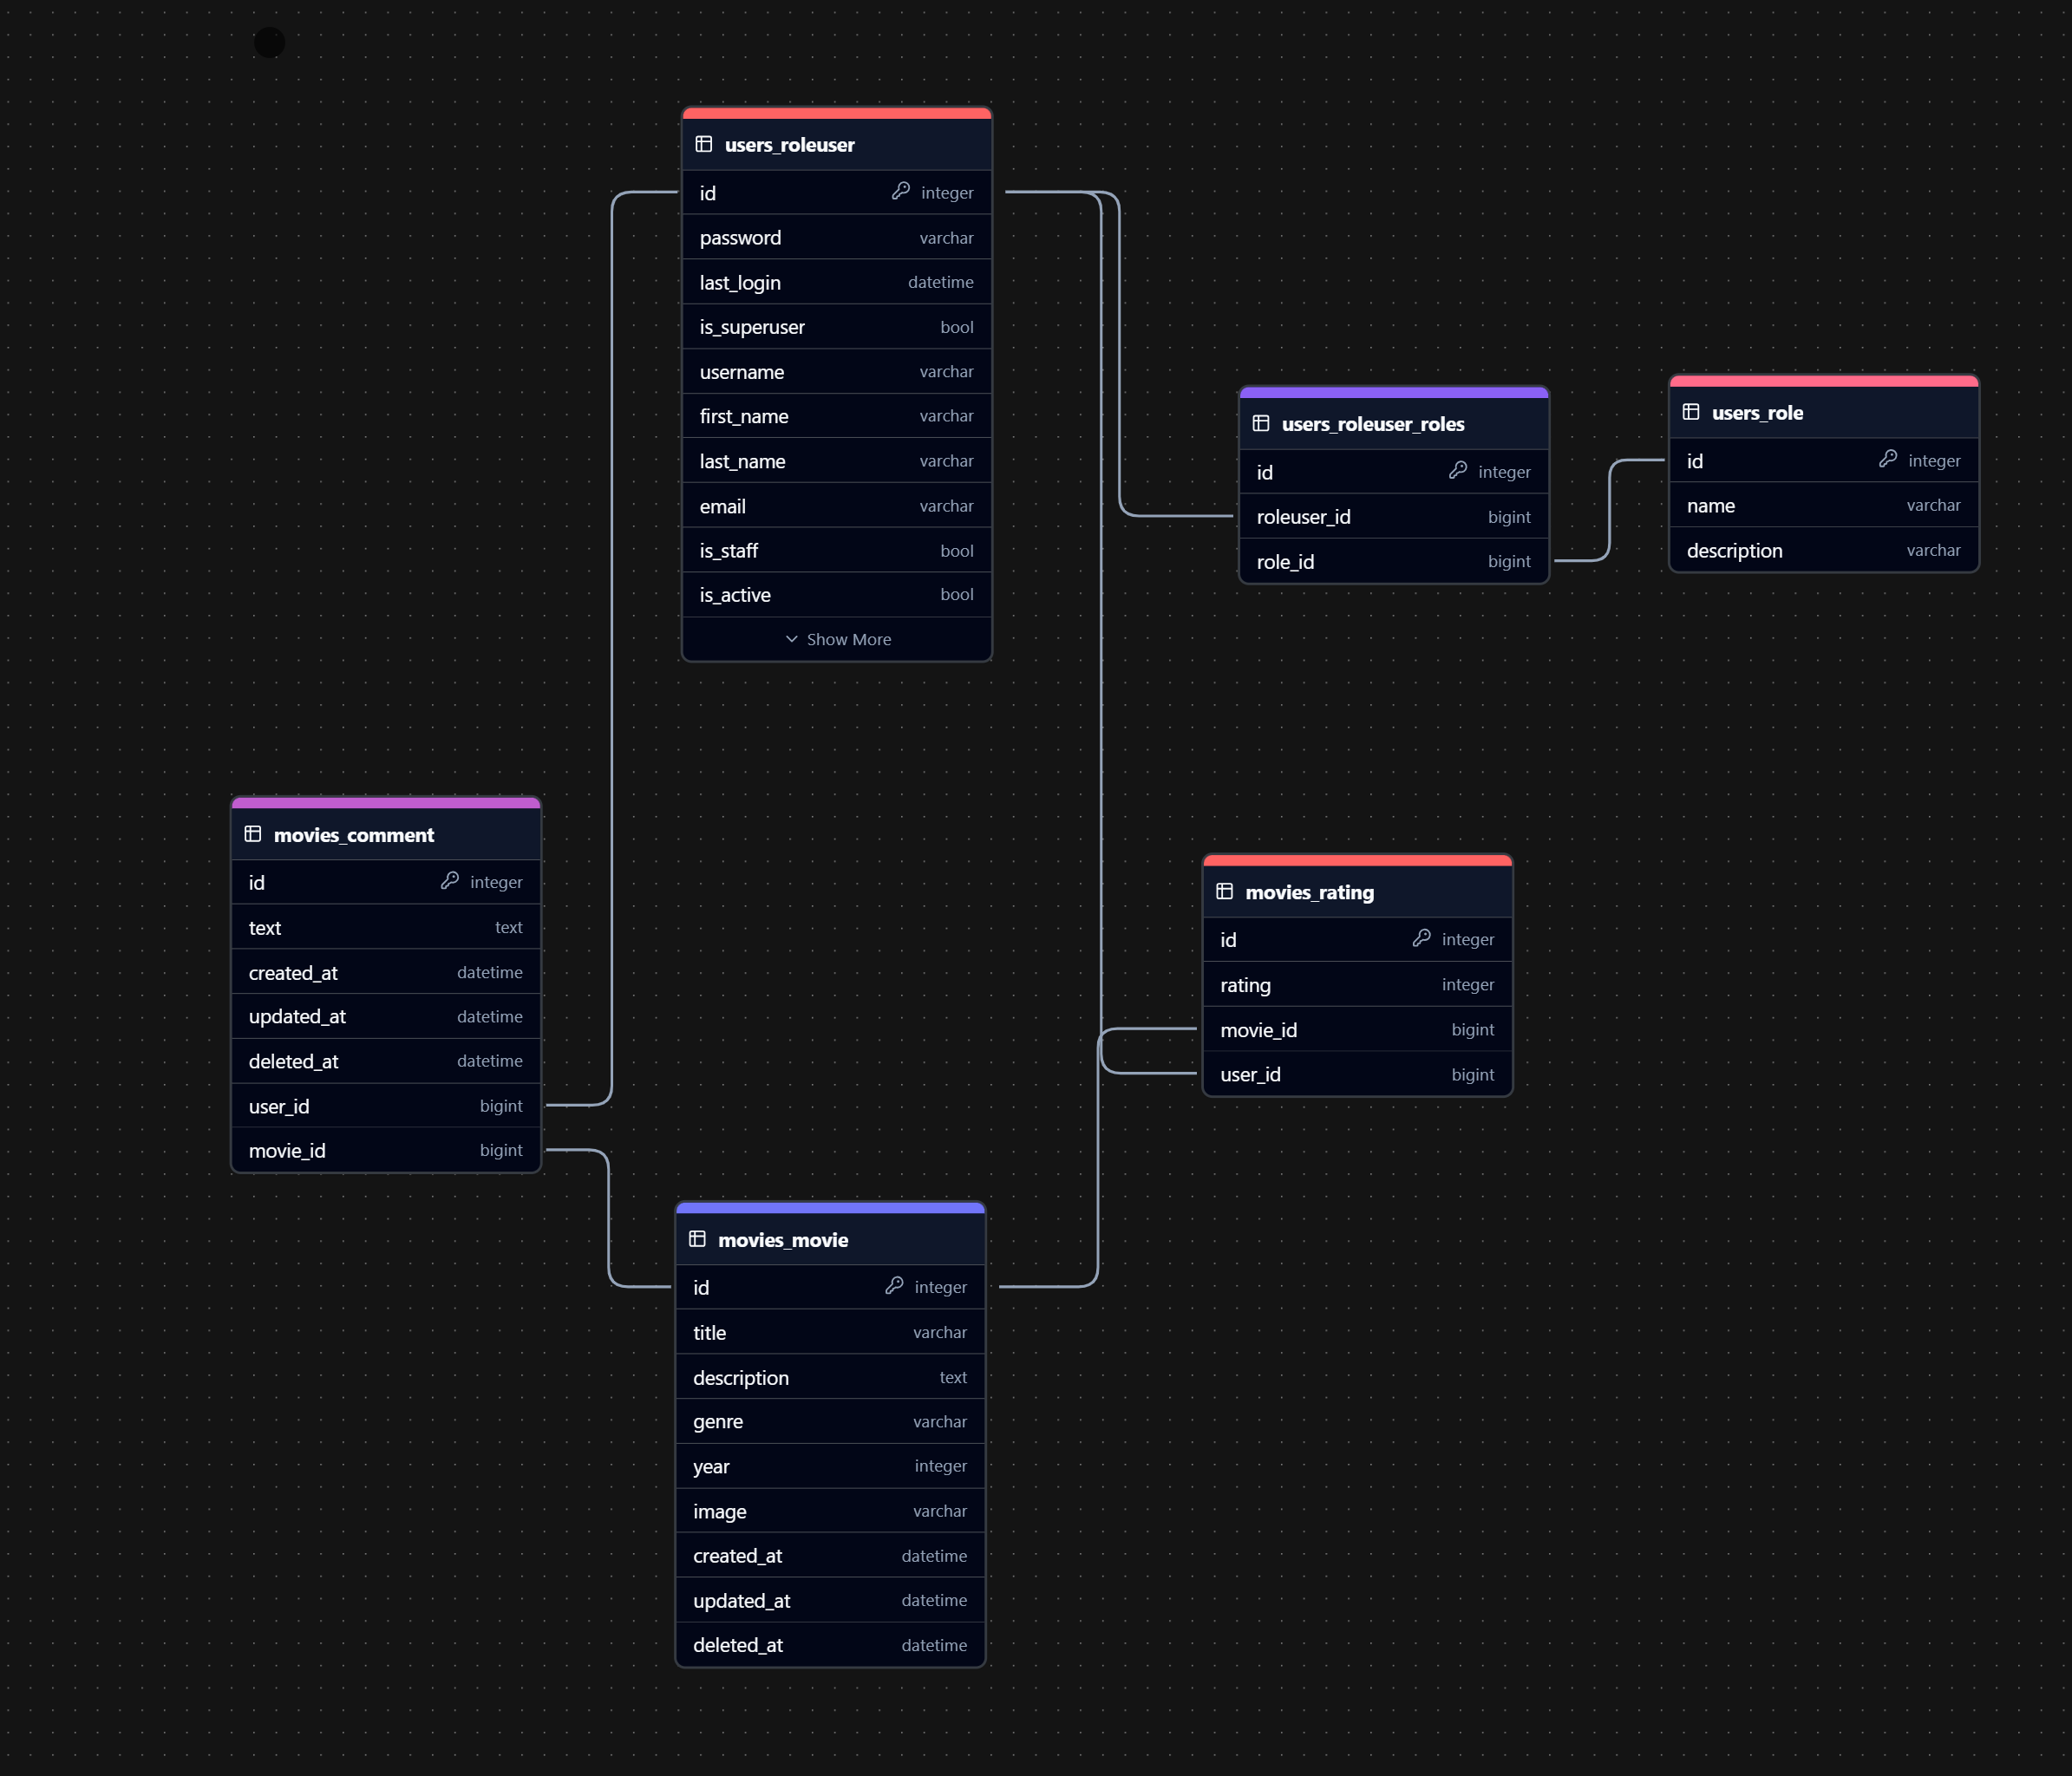 users_roleuser
id integer
password varchar
last_login datetime
is_superuser bool
username varchar
first_name varchar
last_name varchar
email varchar
is_staff bool
is_active bool
Show More
users_roleuser_roles
id integer
roleuser_id bigint
role_id bigint
users_role
id integer
name varchar
description varchar
movies_comment
id integer
text text
created_at datetime
updated_at datetime
deleted_at datetime
user_id bigint
movie_id bigint
movies_rating
id integer
rating integer
movie_id bigint
user_id bigint
movies_movie
id integer
title varchar
description text
genre varchar
year integer
image varchar
created_at datetime
updated_at datetime
deleted_at datetime